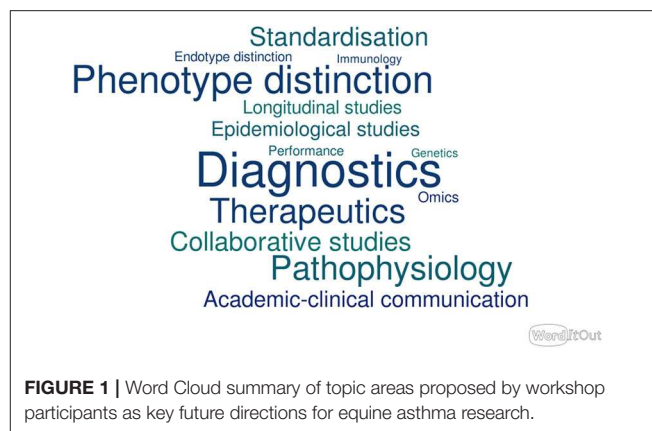 Standardisation
Endotype distinction Immunology
Phenotype distinction
Longitudinal studies
Epidemiological studies
Performance Genetics
Diagnostics
Omics
Therapeutics
Collaborative studies
Pathophysiology
Academic-clinical communication
WordItOut
FIGURE 1 | Word Cloud summary of topic areas proposed by workshop
participants as key future directions for equine asthma research.